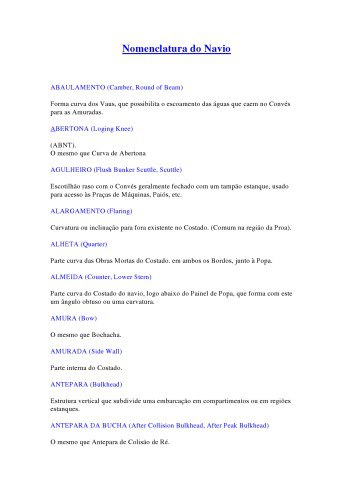 Nomenclatura do Navio
ABAULAMENTO (Camber, Round of Beam)
Forma curva dos Vaus, que possibilita o escoamento das águas que caem no Convés
para as Amuradas.
ABERTONA (Loging Knee)
(ABNT).
O mesmo que Curva de Abertona
AGULHEIRO (Flush Bunker Scuttle, Scuttle)
Escotilhão raso com o Convés geralmente fechado com um tampão estanque, usado
para acesso às Praças de Máquinas, Paióis, etc.
ALARGAMENTO (Flaring)
Curvatura ou inclinação para fora existente no Costado. (Comum na região da Proa).
ALHETA (Quarter)
Parte curva das Obras Mortas do Costado, em ambos os Bordos, junto à Popa.
ALMEIDA (Counter, Lower Stern)
Parte curva do Costado do navio, logo abaixo do Painel de Popa, que forma com este
um ângulo obtuso ou uma curvatura.
AMURA (Bow)
O mesmo que Bochecha.
AMURADA (Side Wall)
Parte interna do Costado.
ANTEPARA (Bulkhead)
Estrutura vertical que subdivide uma embarcação em compartimentos ou em regiões
estanques.
ANTEPARA DA BUCHA (After Collision Bulkhead, After Peak Bulkhead)
O mesmo que Antepara de Colisão de Ré.